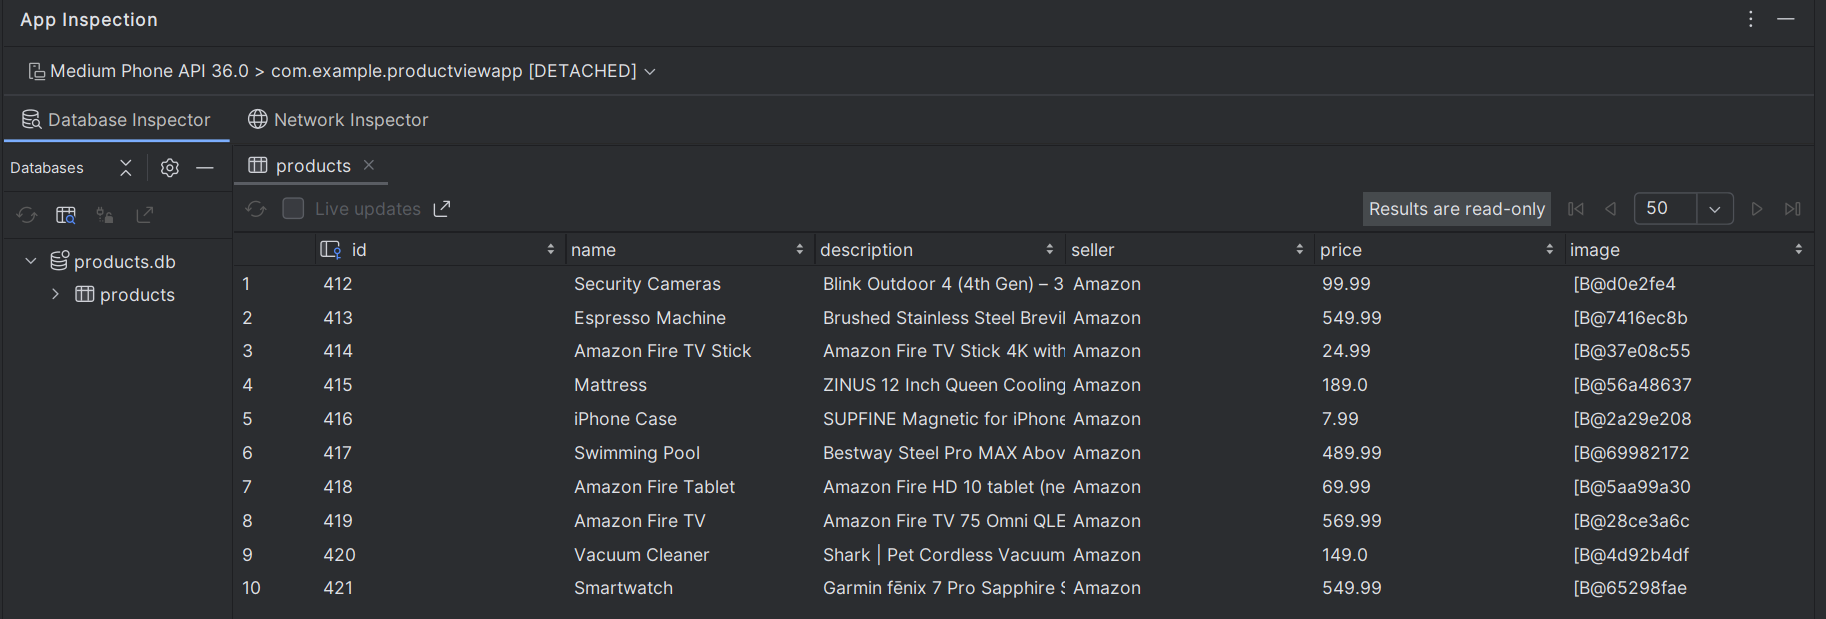 App Inspection
Medium Phone API 36.0 > com.example.productviewapp [DETACHED]
Database Inspector Network Inspector
Databases products
Live updates Results are read-only 50
id name description seller price image
products.db
products
1 412 Security Cameras Blink Outdoor 4 (4th Gen) – 3 Amazon 99.99 [B@d0e2fe4
2 413 Espresso Machine Brushed Stainless Steel Brevil Amazon 549.99 [B@7416ec8b
3 414 Amazon Fire TV Stick Amazon Fire TV Stick 4K with Amazon 24.99 [B@37e08c55
4 415 Mattress ZINUS 12 Inch Queen Cooling Amazon 189.0 [B@56a48637
5 416 iPhone Case SUPFINE Magnetic for iPhone Amazon 7.99 [B@2a29e208
6 417 Swimming Pool Bestway Steel Pro MAX Abov Amazon 489.99 [B@69982172
7 418 Amazon Fire Tablet Amazon Fire HD 10 tablet (ne Amazon 69.99 [B@5aa99a30
8 419 Amazon Fire TV Amazon Fire TV 75 Omni QLE Amazon 569.99 [B@28ce3a6c
9 420 Vacuum Cleaner Shark | Pet Cordless Vacuum Amazon 149.0 [B@4d92b4df
10 421 Smartwatch Garmin fēnix 7 Pro Sapphire S Amazon 549.99 [B@65298fae